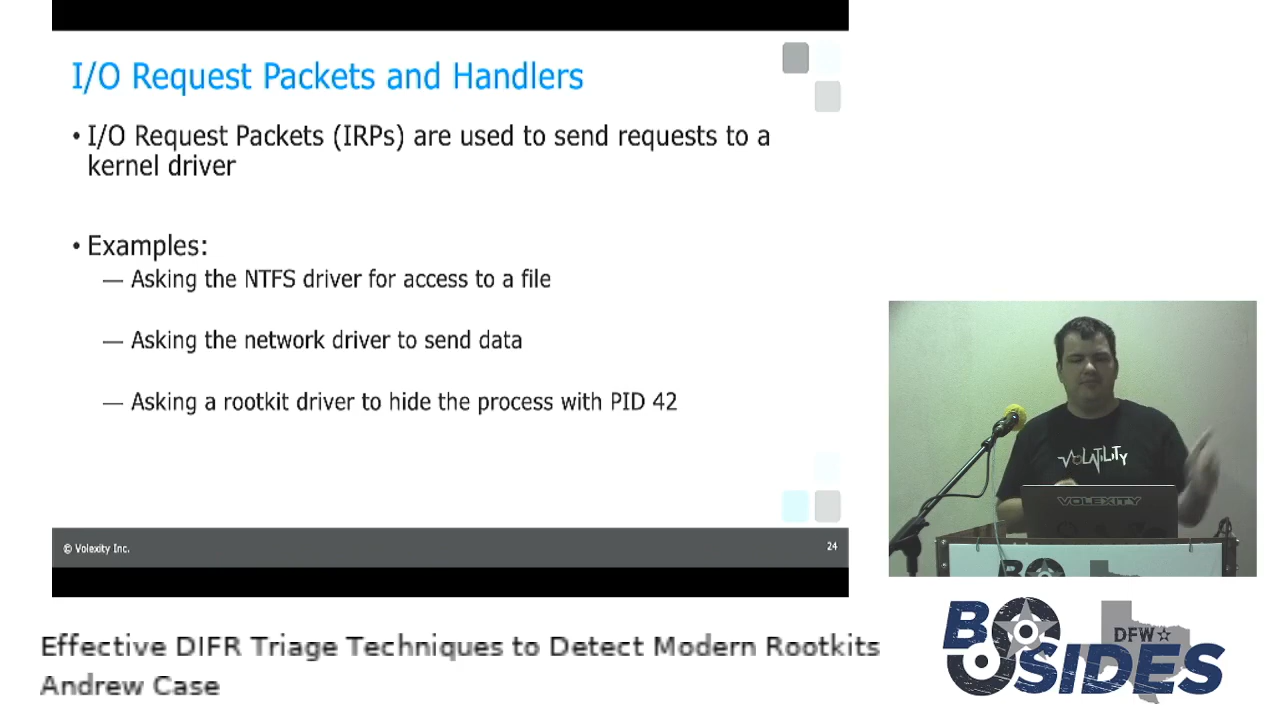 I/O Request Packets and Handlers
• I/O Request Packets (IRPs) are used to send requests to a
kernel driver
• Examples:
— Asking the NTFS driver for access to a file
— Asking the network driver to send data
— Asking a rootkit driver to hide the process with PID 42
© Volexity Inc.
24
VOLATILITY
VOLEXITY
Effective DIFR Triage Techniques to Detect Modern Rootkits
Andrew Case
BSIDES
DFW